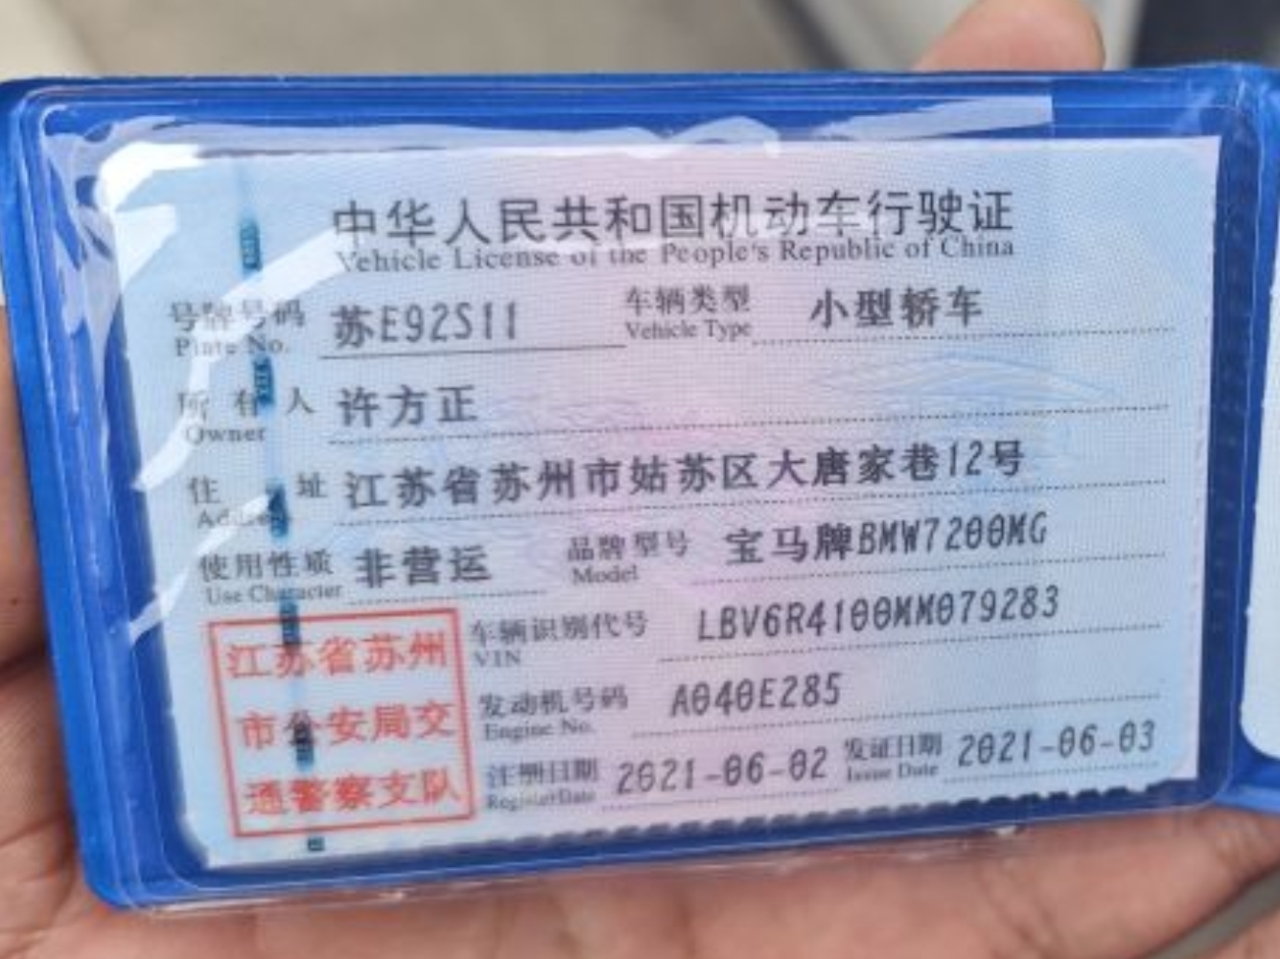 中华人民共和国机动车行驶证
Vehicle License of the People's Republic of China
号牌号码 苏E92S11 车辆类型 小型轿车
Plate No. Vehicle Type
所有人 许方正
Owner
住址 江苏省苏州市姑苏区大唐家巷12号
Address
使用性质 非营运 品牌型号 宝马牌BMW7200MG
Use Character Model
江苏省苏州
市公安局交
通警察支队
车辆识别代号 LBV6R4100MM079283
VIN
发动机号码 A040E285
Engine No.
注册日期 2021-06-02 发证日期 2021-06-03
RegisterDate Issue Date